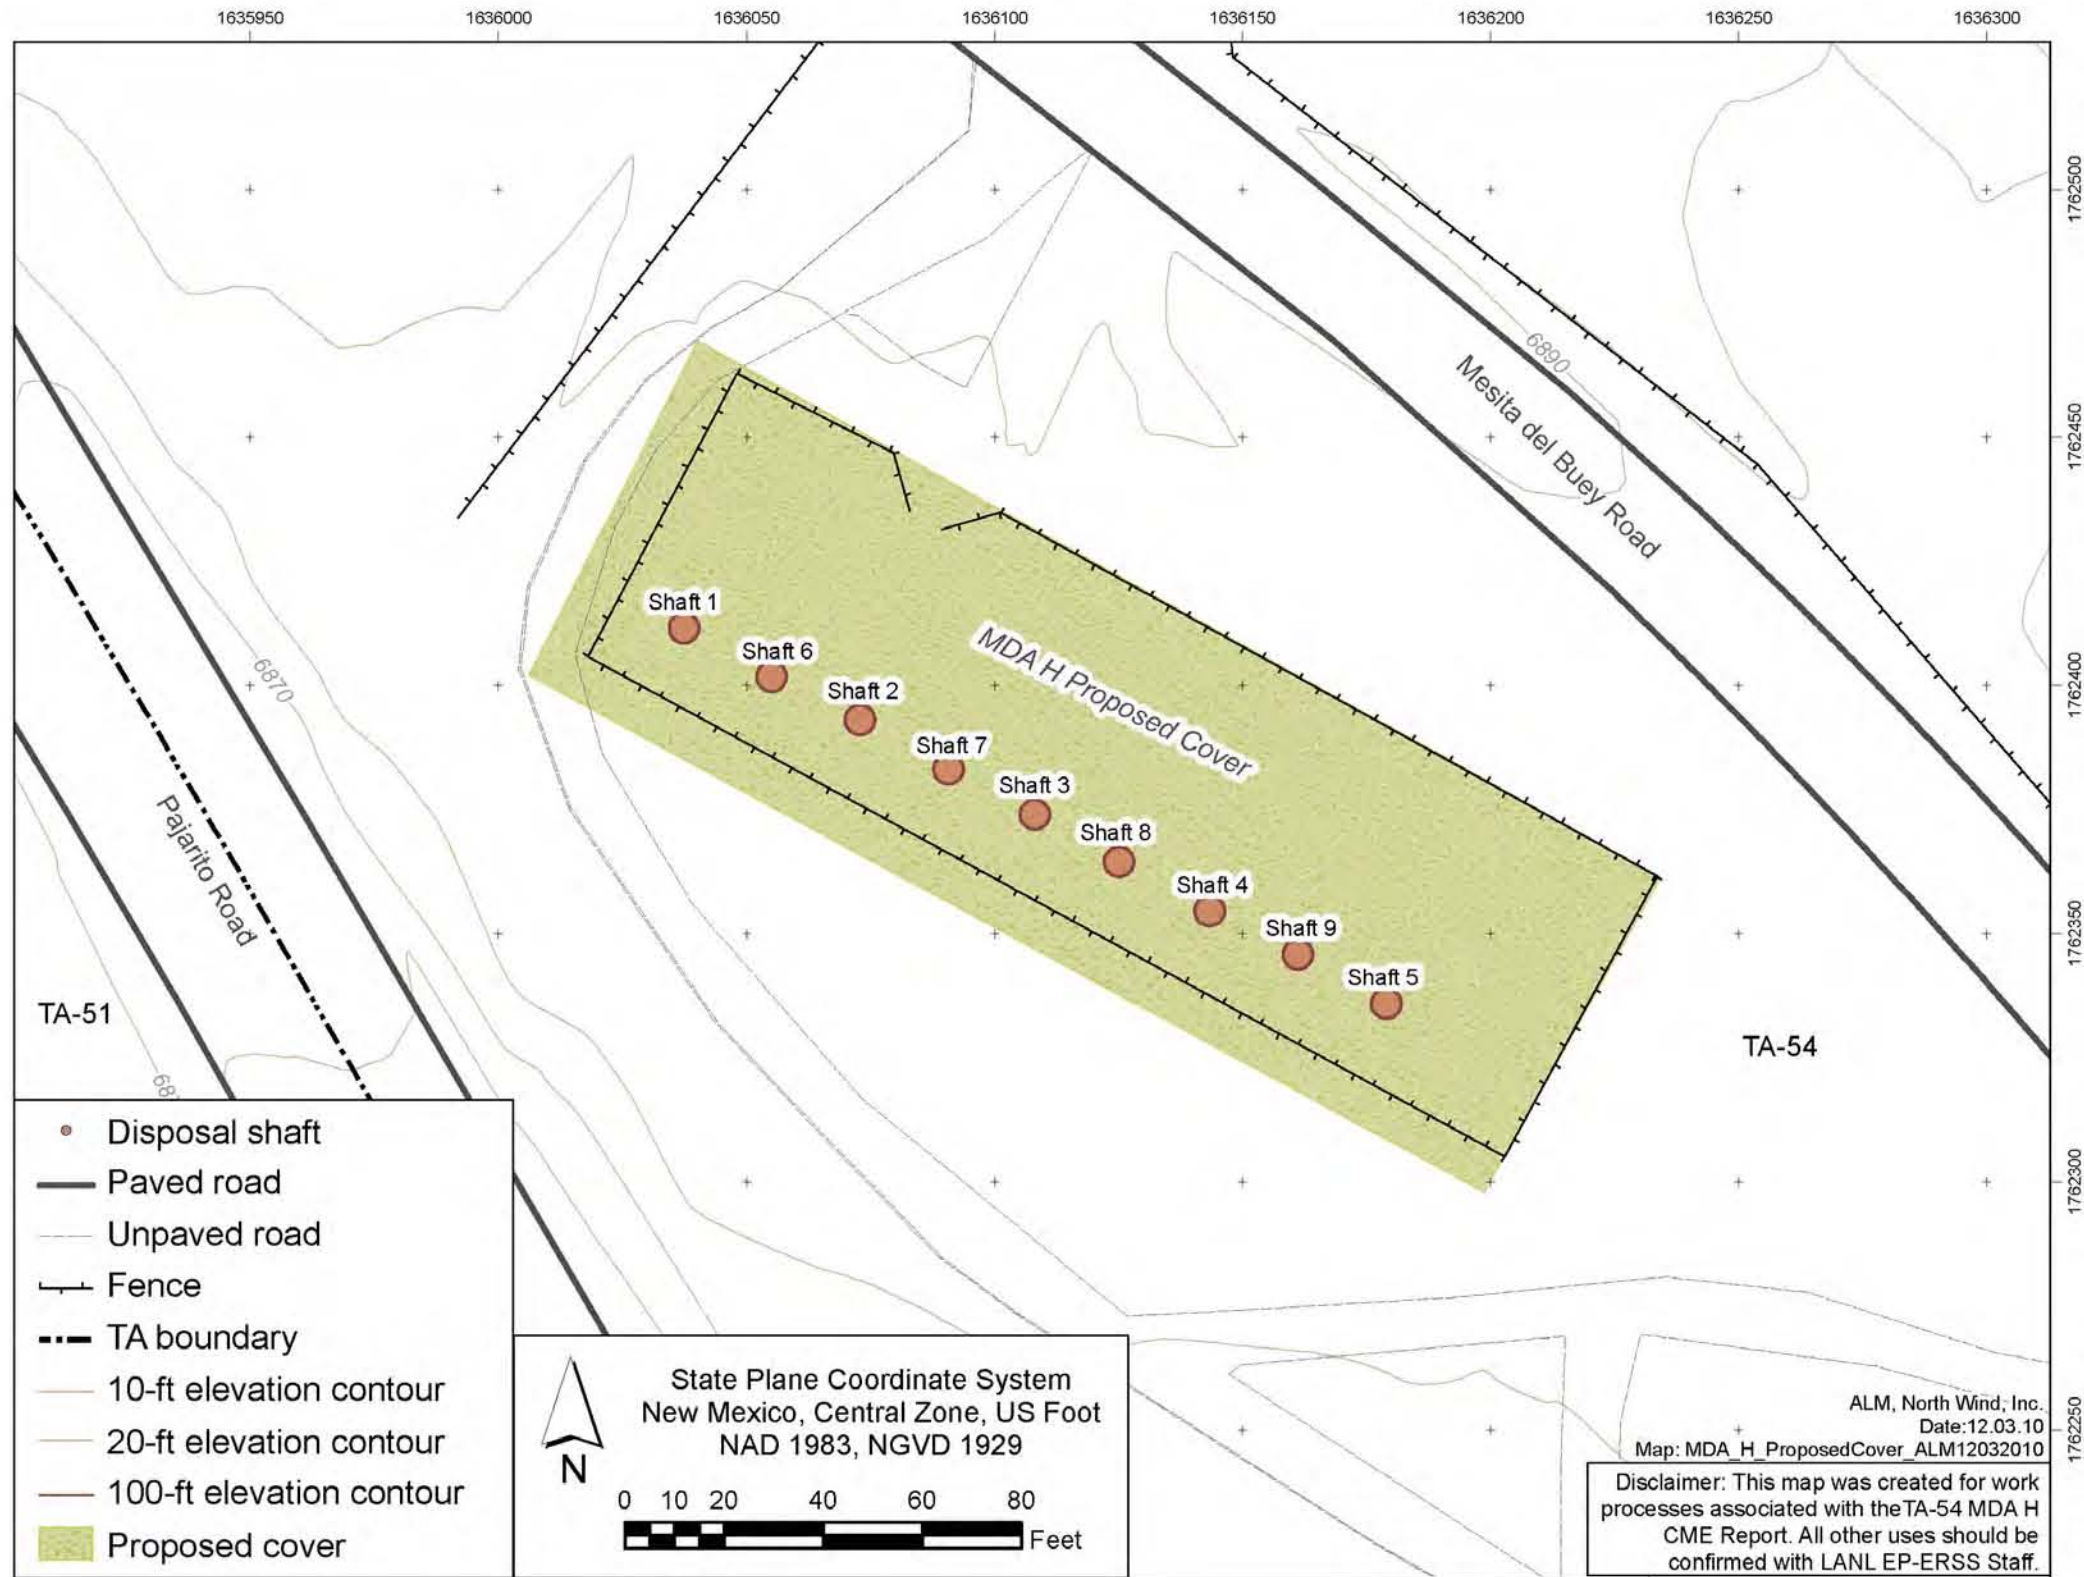 1635950 1636000 1636050 1636100 1636150 1636200 1636250 1636300
1762500
1762450
1762400
1762350
1762300
1762250
6890
Mesita del Buey Road
Shaft 1
Shaft 6
Shaft 2
Shaft 7
Shaft 3
Shaft 8
Shaft 4
Shaft 9
Shaft 5
MDA H Proposed Cover
6870
Pajarito Road
TA-51
TA-54
Disposal shaft
Paved road
Unpaved road
Fence
TA boundary
10-ft elevation contour
20-ft elevation contour
100-ft elevation contour
Proposed cover
State Plane Coordinate System
New Mexico, Central Zone, US Foot
NAD 1983, NGVD 1929
N
0 10 20 40 60 80
Feet
ALM, North Wind, Inc.
Date:12.03.10
Map: MDA_H_ProposedCover_ALM12032010
Disclaimer: This map was created for work
processes associated with theTA-54 MDA H
CME Report. All other uses should be
confirmed with LANL EP-ERSS Staff.